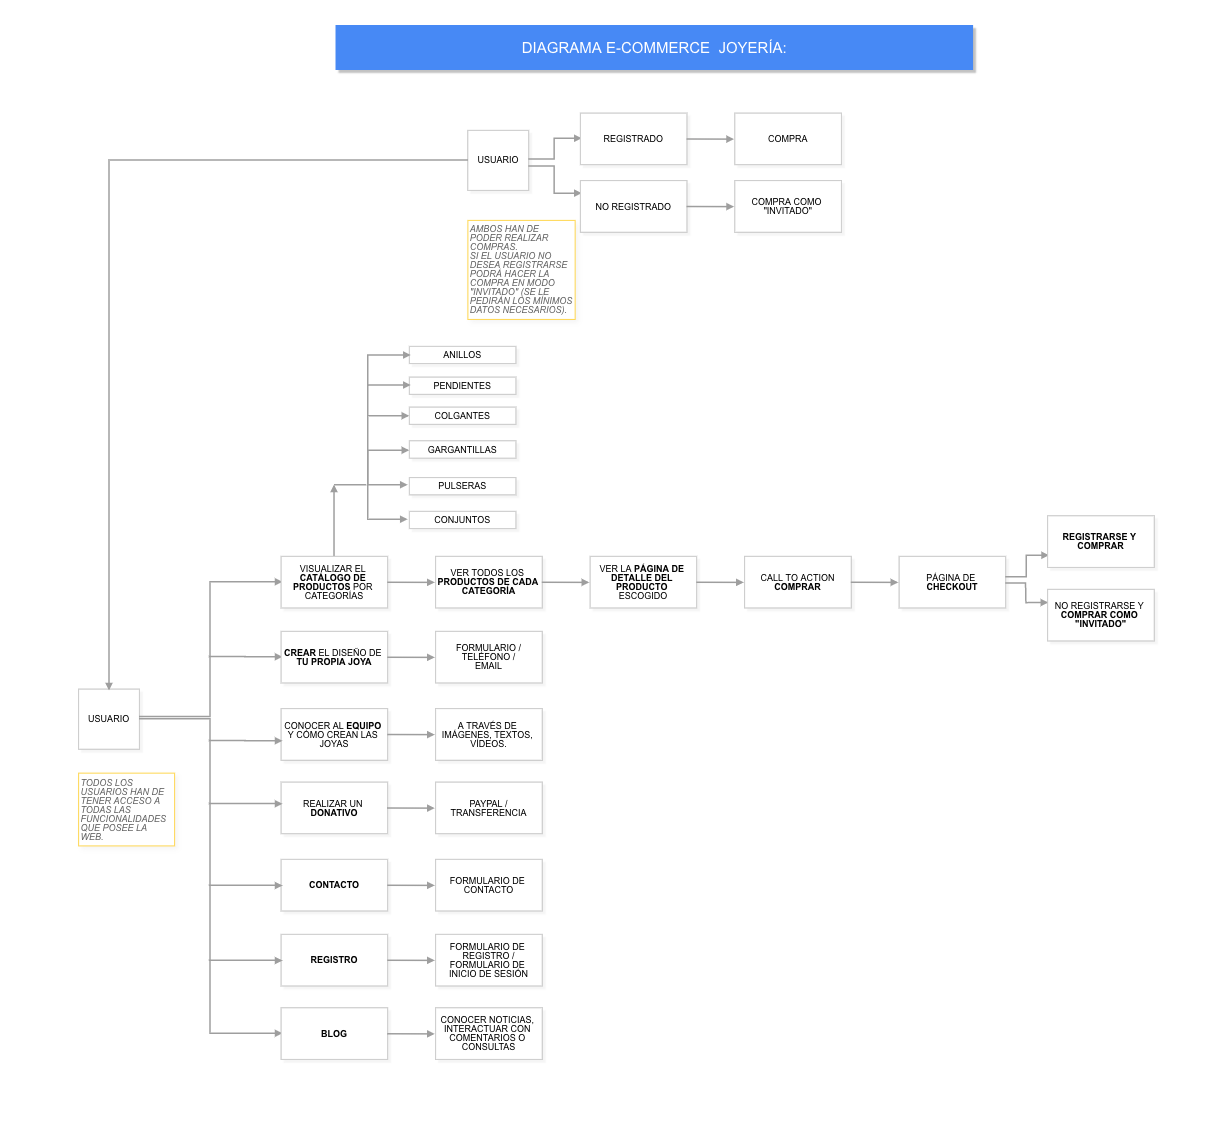 DIAGRAMA E-COMMERCE  JOYERÍA:
USUARIO
REGISTRADO
COMPRA
NO REGISTRADO
COMPRA COMO
"INVITADO"
AMBOS HAN DE
PODER REALIZAR
COMPRAS.
SI EL USUARIO NO
DESEA REGISTRARSE
PODRÁ HACER LA
COMPRA EN MODO
"INVITADO" (SE LE
PEDIRÁN LOS MÍNIMOS
DATOS NECESARIOS).
ANILLOS
PENDIENTES
COLGANTES
GARGANTILLAS
PULSERAS
CONJUNTOS
VISUALIZAR EL
CATÁLOGO DE
PRODUCTOS POR
CATEGORÍAS
VER TODOS LOS
PRODUCTOS DE CADA
CATEGORÍA
VER LA PÁGINA DE
DETALLE DEL
PRODUCTO
ESCOGIDO
CALL TO ACTION
COMPRAR
PÁGINA DE
CHECKOUT
REGISTRARSE Y
COMPRAR
NO REGISTRARSE Y
COMPRAR COMO
"INVITADO"
CREAR EL DISEÑO DE
TU PROPIA JOYA
FORMULARIO /
TELÉFONO /
EMAIL
USUARIO
CONOCER AL EQUIPO
Y CÓMO CREAN LAS
JOYAS
A TRAVÉS DE
IMÁGENES, TEXTOS,
VÍDEOS.
TODOS LOS
USUARIOS HAN DE
TENER ACCESO A
TODAS LAS
FUNCIONALIDADES
QUE POSEE LA
WEB.
REALIZAR UN
DONATIVO
PAYPAL /
TRANSFERENCIA
CONTACTO
FORMULARIO DE
CONTACTO
REGISTRO
FORMULARIO DE
REGISTRO /
FORMULARIO DE
INICIO DE SESIÓN
BLOG
CONOCER NOTICIAS,
INTERACTUAR CON
COMENTARIOS O
CONSULTAS